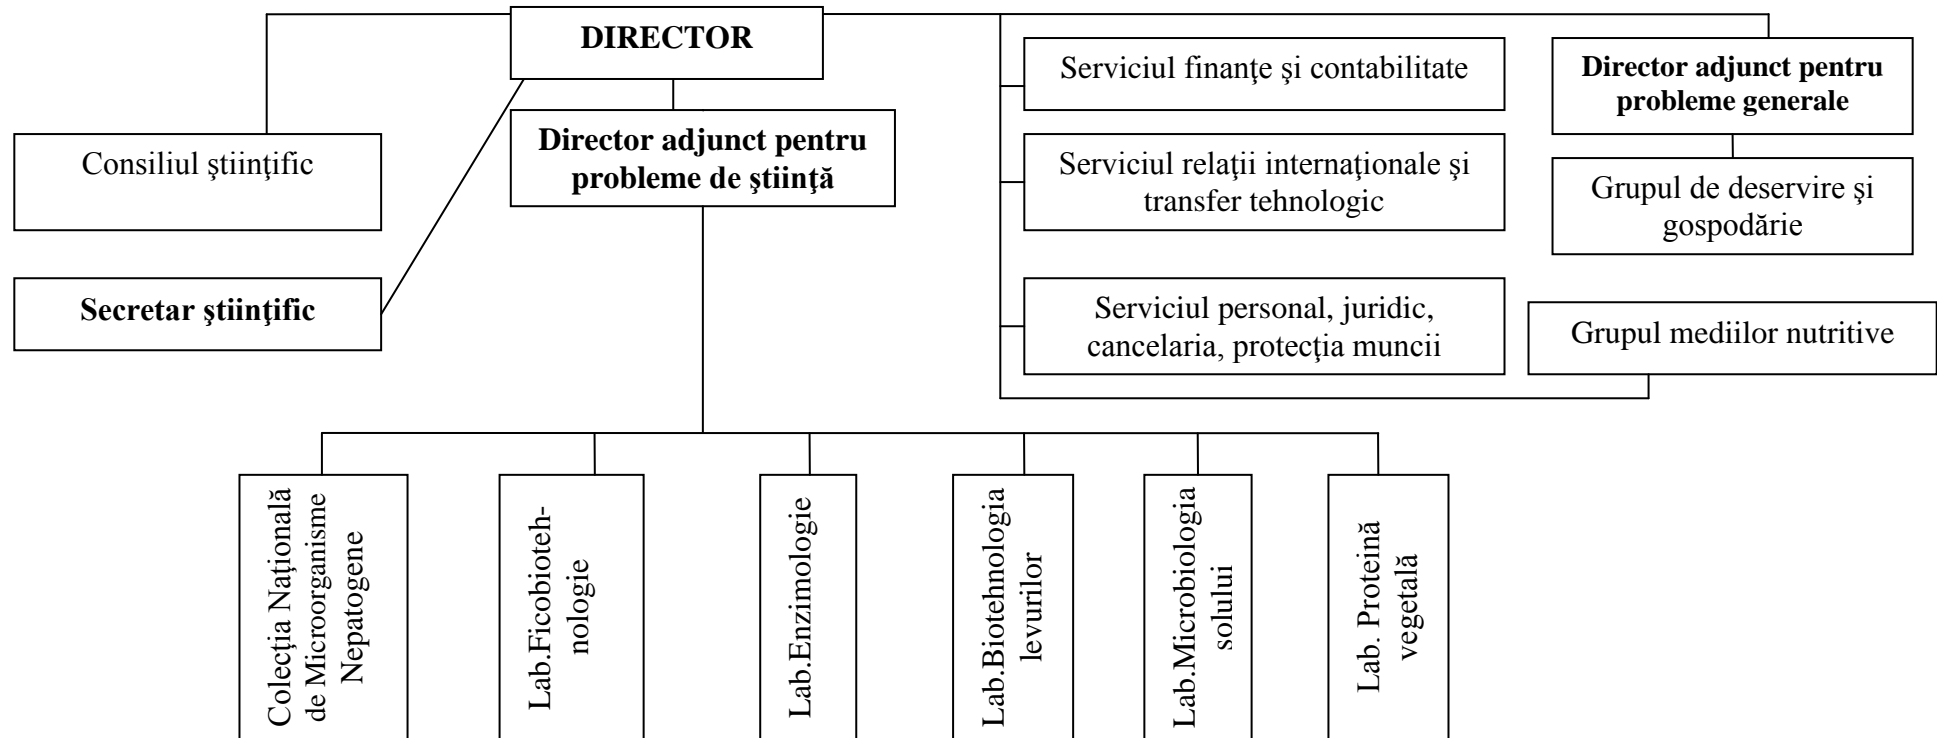 DIRECTOR
Serviciul finanţe şi contabilitate
Director adjunct pentru
probleme generale
Consiliul ştiinţific
Director adjunct pentru
probleme de ştiinţă
Serviciul relaţii internaţionale şi
transfer tehnologic
Grupul de deservire şi
gospodărie
Secretar ştiinţific
Serviciul personal, juridic,
cancelaria, protecţia muncii
Grupul mediilor nutritive
Colecţia Naţională
de Microorganisme
Nepatogene
Lab.Ficobioteh-
nologie
Lab.Enzimologie
Lab.Biotehnologia
levurilor
Lab.Microbiologia
solului
Lab. Proteină
vegetală